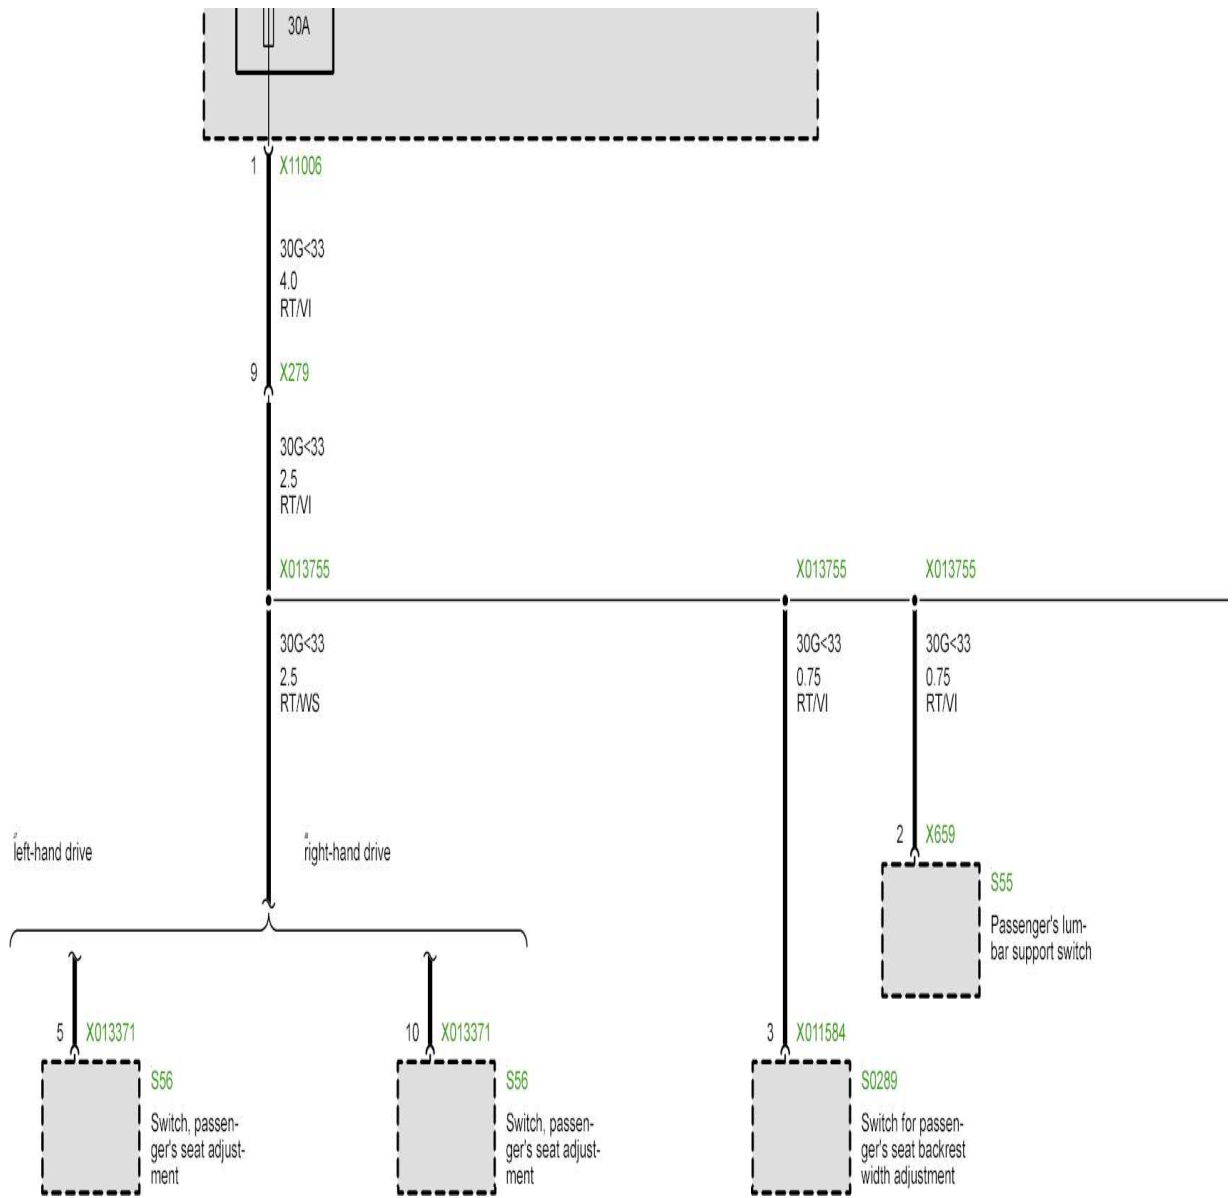 30A
1 X11006
30G<33
4.0
RT/VI
9 X279
30G<33
2.5
RT/VI
X013755 X013755 X013755
30G<33 30G<33 30G<33
2.5 0.75 0.75
RT/WS RT/VI RT/VI
left-hand drive right-hand drive
2 X659
S55
Passenger's lum-
bar support switch
5 X013371 10 X013371 3 X011584
S56 S56 S0289
Switch, passen- Switch, passen- Switch for passen-
ger's seat adjust- ger's seat adjust- ger's seat backrest
ment ment width adjustment